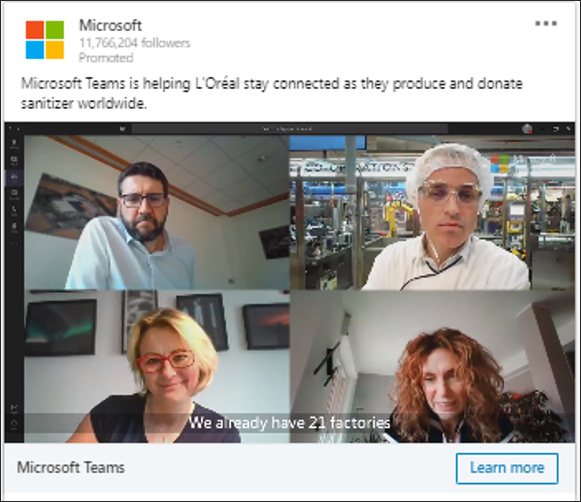 Microsoft
11,766,204 followers
Promoted
Microsoft Teams is helping L'Oréal stay connected as they produce and donate
sanitizer worldwide.
We already have 21 factories
Microsoft Teams
Learn more